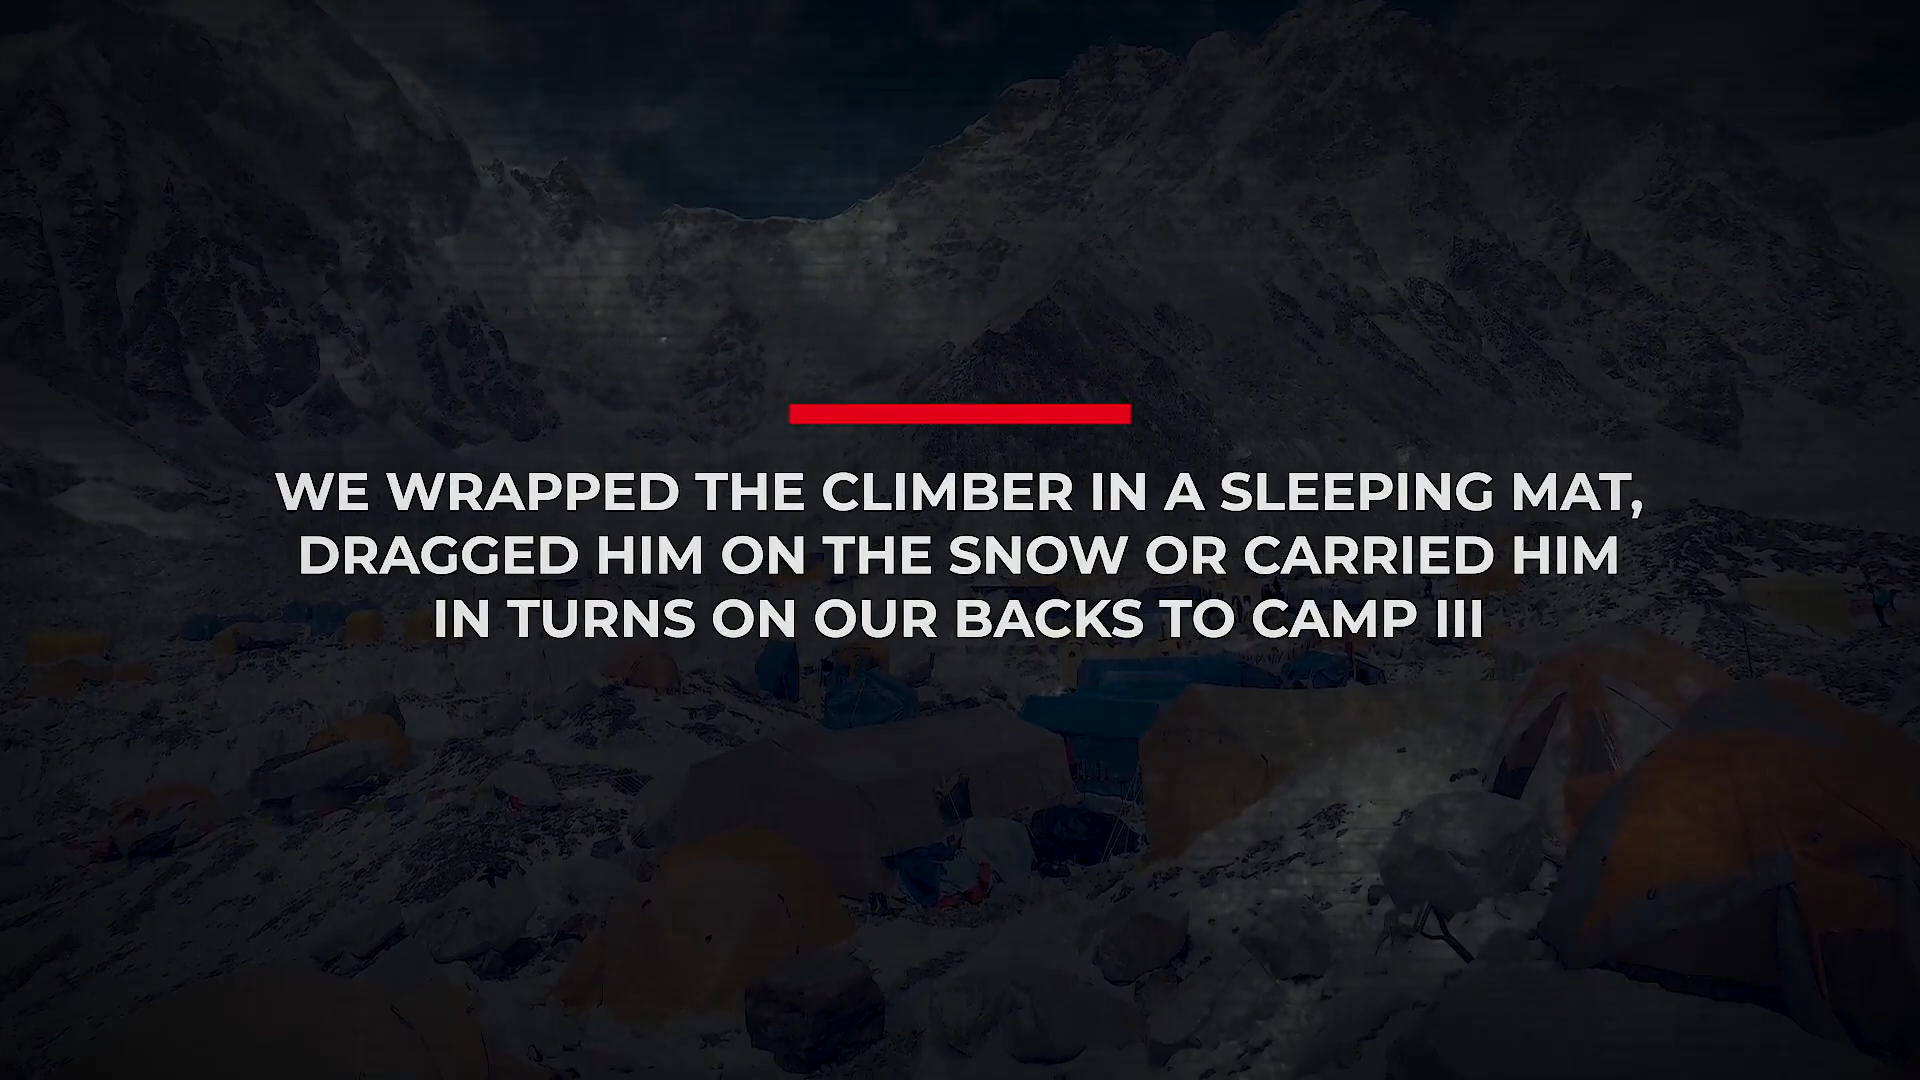 WE WRAPPED THE CLIMBER IN A SLEEPING MAT,
DRAGGED HIM ON THE SNOW OR CARRIED HIM
IN TURNS ON OUR BACKS TO CAMP III